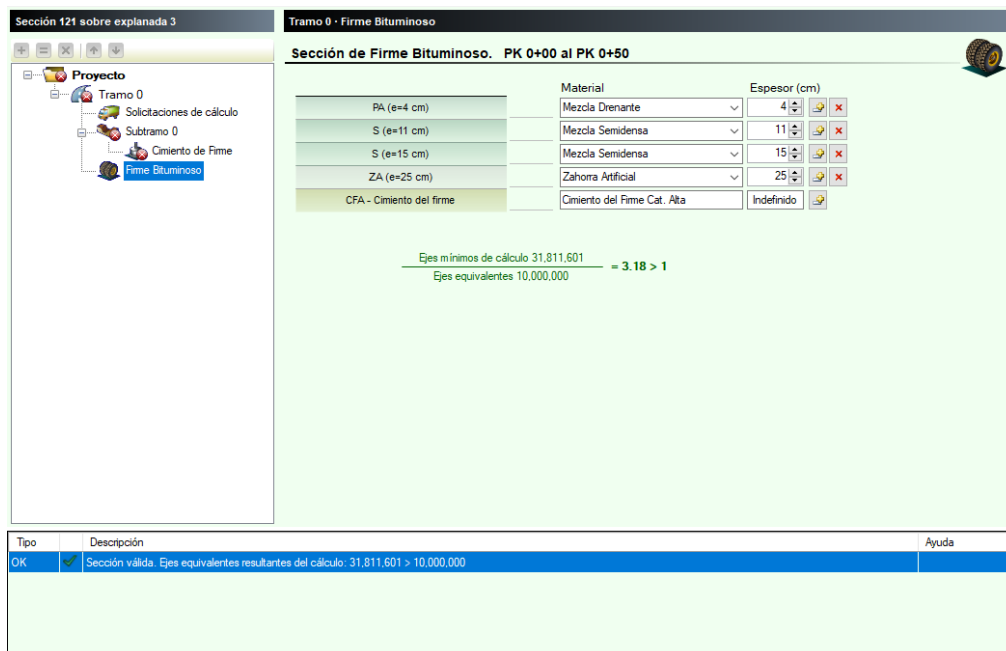 Sección 121 sobre explanada 3
Tramo 0 · Firme Bituminoso
Sección de Firme Bituminoso. PK 0+00 al PK 0+50
Proyecto
Tramo 0
Solicitaciones de cálculo
Subtramo 0
Cimiento de Firme
Firme Bituminoso
Material Espesor (cm)
PA (e=4 cm) Mezcla Drenante 4
S (e=11 cm) Mezcla Semidensa 11
S (e=15 cm) Mezcla Semidensa 15
ZA (e=25 cm) Zahorra Artificial 25
CFA - Cimiento del firme Cimiento del Firme Cat. Alta Indefinido
Ejes mínimos de cálculo 31,811,601
Ejes equivalentes 10,000,000
= 3.18 > 1
Tipo Descripción Ayuda
OK Sección válida. Ejes equivalentes resultantes del cálculo: 31,811,601 > 10,000,000